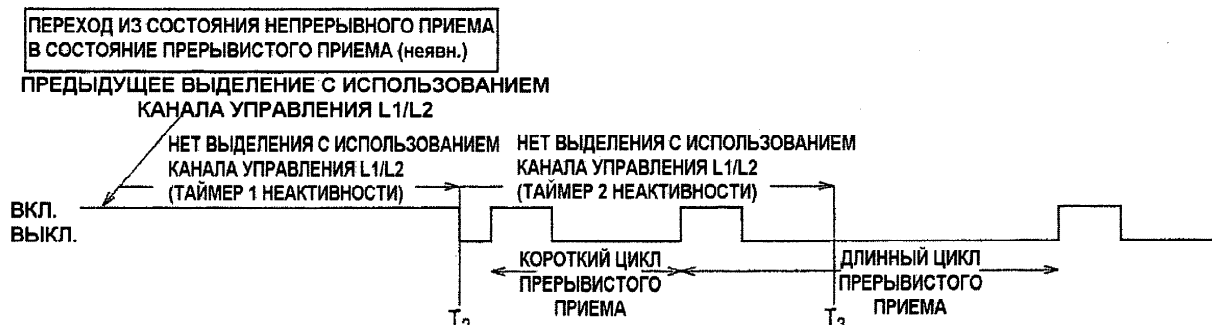 ПЕРЕХОД ИЗ СОСТОЯНИЯ НЕПРЕРЫВНОГО ПРИЕМА
В СОСТОЯНИЕ ПРЕРЫВИСТОГО ПРИЕМА (неявн.)
ПРЕДЫДУЩЕЕ ВЫДЕЛЕНИЕ С ИСПОЛЬЗОВАНИЕМ
КАНАЛА УПРАВЛЕНИЯ L1/L2
НЕТ ВЫДЕЛЕНИЯ С ИСПОЛЬЗОВАНИЕМ
КАНАЛА УПРАВЛЕНИЯ L1/L2
(ТАЙМЕР 1 НЕАКТИВНОСТИ)
НЕТ ВЫДЕЛЕНИЯ С ИСПОЛЬЗОВАНИЕМ
КАНАЛА УПРАВЛЕНИЯ L1/L2
(ТАЙМЕР 2 НЕАКТИВНОСТИ)
ВКЛ.
ВЫКЛ.
КОРОТКИЙ ЦИКЛ
ПРЕРЫВИСТОГО
ПРИЕМА
ДЛИННЫЙ ЦИКЛ
ПРЕРЫВИСТОГО
ПРИЕМА
T2
T3